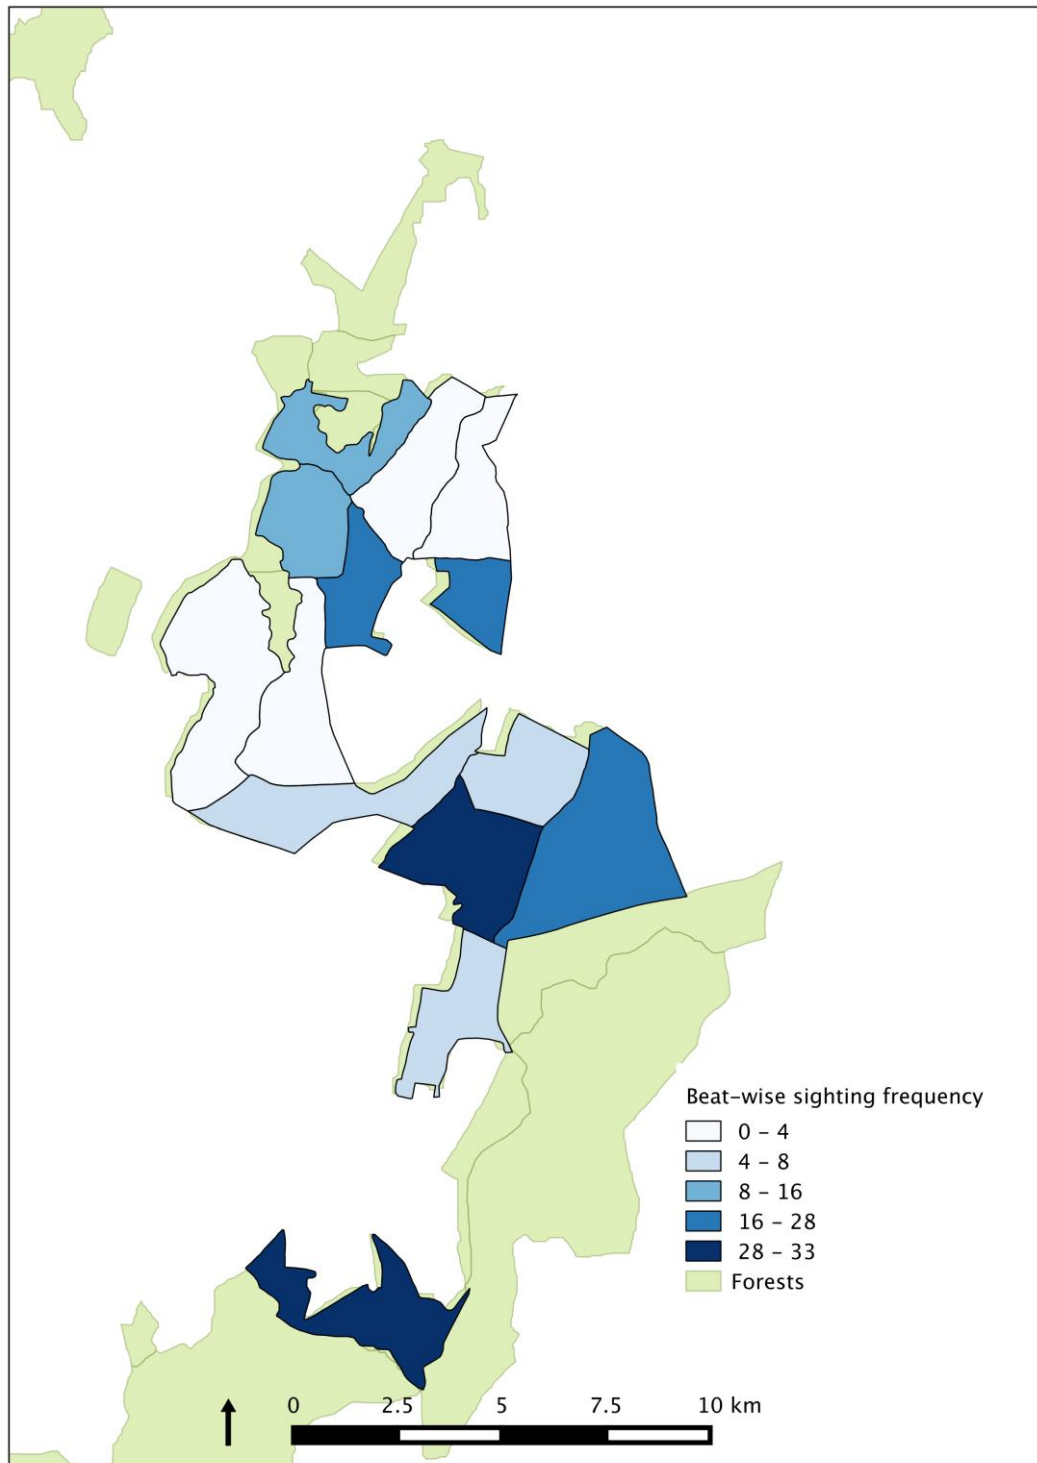 Beat-wise sighting frequency
0 – 4
4 – 8
8 – 16
16 – 28
28 – 33
Forests
0 2.5 5 7.5 10 km